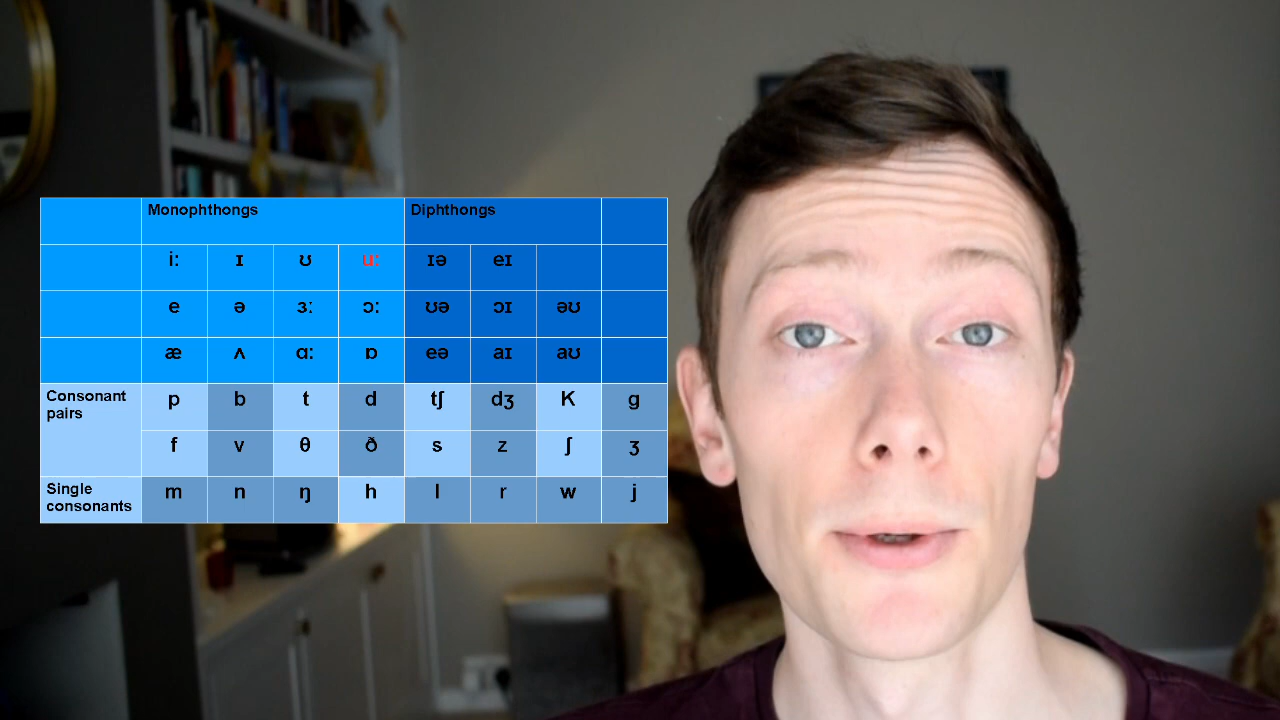 Monophthongs Diphthongs
iː ɪ ʊ uː ɪə eɪ
e ə ɜː ɔː ʊə ɔɪ əʊ
æ ʌ ɑː ɒ eə aɪ aʊ
Consonant
pairs
p b t d tʃ dʒ K g
f v θ ð s z ʃ ʒ
Single
consonants
m n ŋ h l r w j